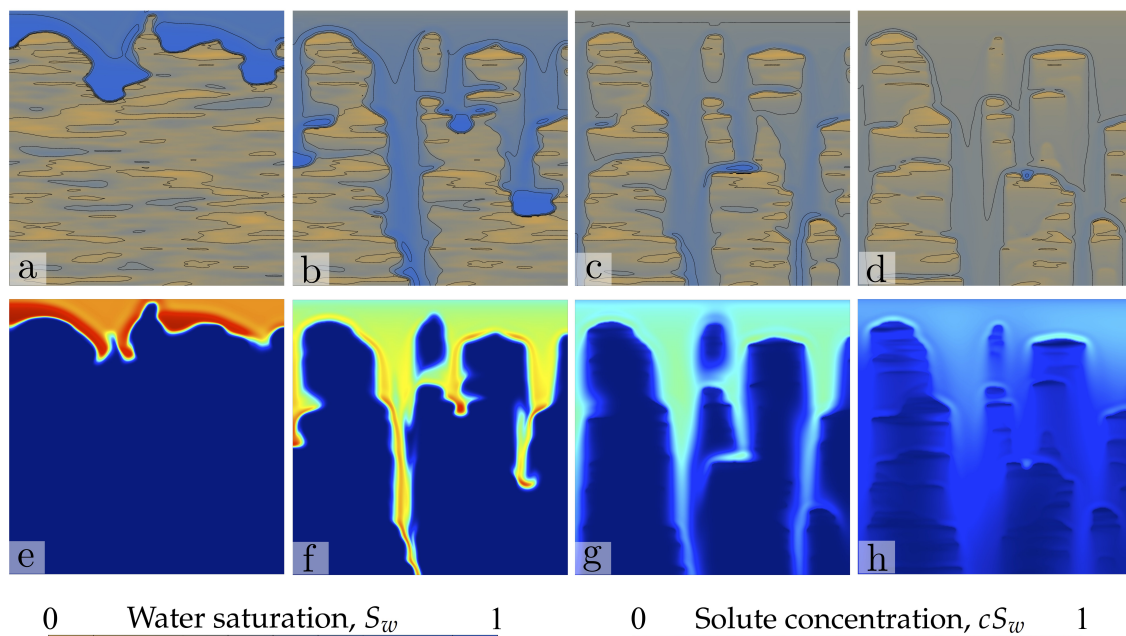 a b c d
e f g h
0 Water saturation, S_w 1 0 Solute concentration, cS_w 1